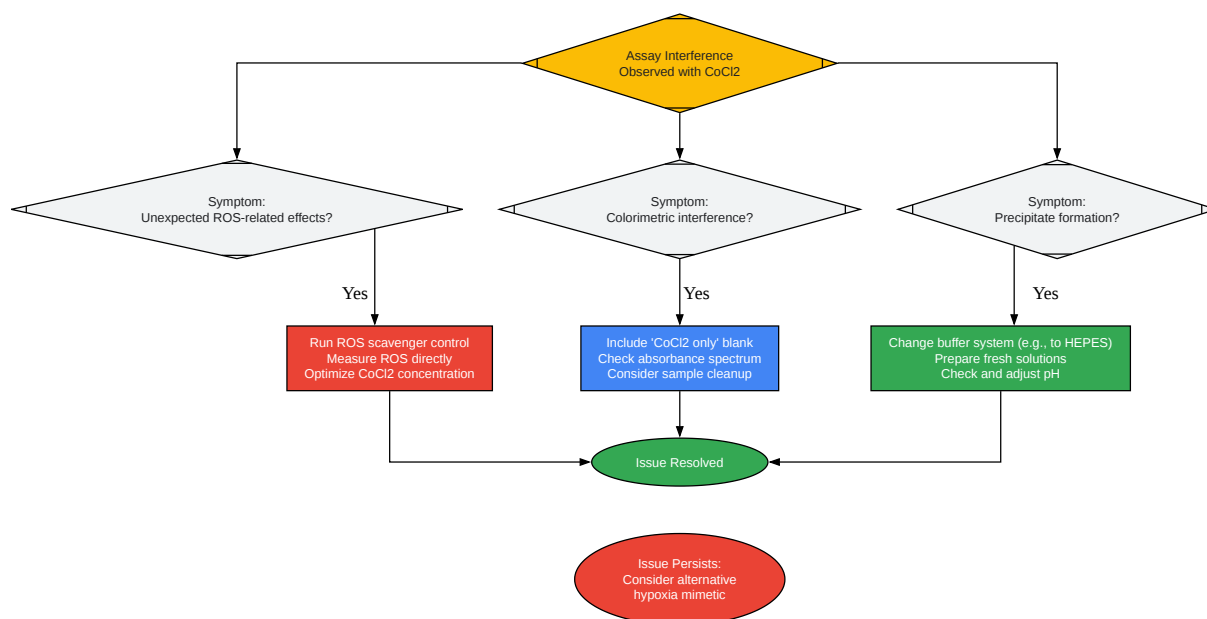 Assay Interference
Observed with CoCl2
Symptom:
Unexpected ROS-related effects?
Symptom:
Colorimetric interference?
Symptom:
Precipitate formation?
Yes
Yes
Yes
Run ROS scavenger control
Measure ROS directly
Optimize CoCl2 concentration
Include 'CoCl2 only' blank
Check absorbance spectrum
Consider sample cleanup
Change buffer system (e.g., to HEPES)
Prepare fresh solutions
Check and adjust pH
Issue Resolved
Issue Persists:
Consider alternative
hypoxia mimetic